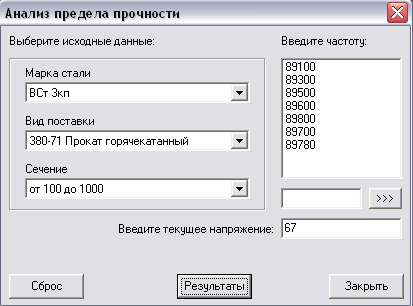 Анализ предела прочности
Выберите исходные данные:
Марка стали
ВСт 3кп
Вид поставки
380-71 Прокат горячекатанный
Сечение
от 100 до 1000
Введите частоту:
89100
89300
89500
89600
89800
89700
89780
>>>
Введите текущее напряжение:
67
Сброс
Результаты
Закрыть